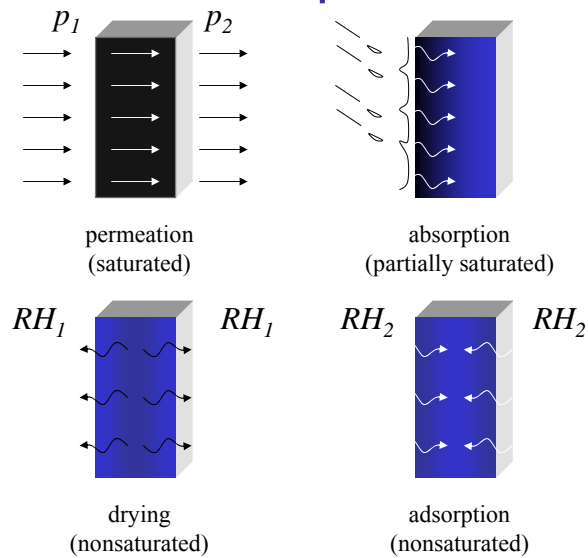 p₁ p₂
permeation
(saturated)
absorption
(partially saturated)
RH₁ RH₁
RH₂ RH₂
drying
(nonsaturated)
adsorption
(nonsaturated)